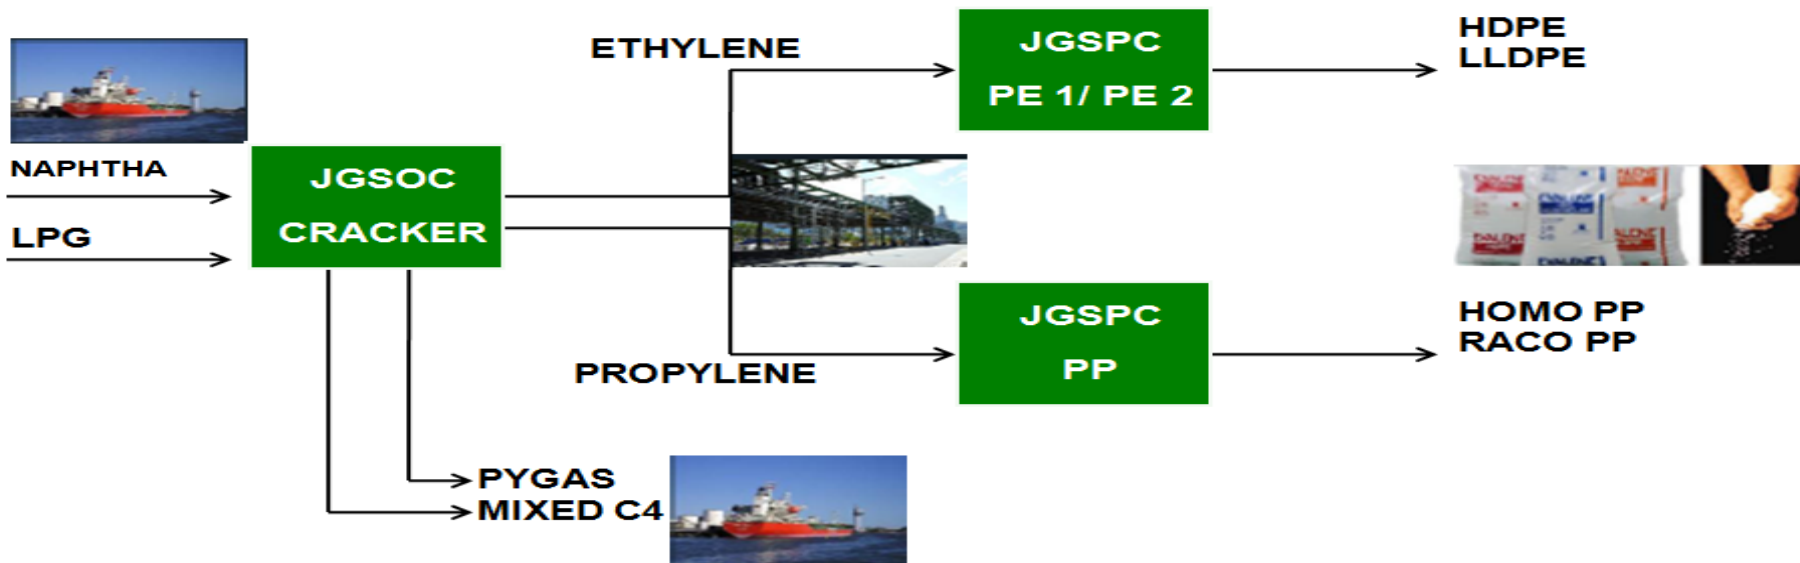 NAPHTHA
LPG
JGSOC
CRACKER
ETHYLENE
PROPYLENE
JGSPC
PE 1/ PE 2
JGSPC
PP
HDPE
LLDPE
HOMO PP
RACO PP
PYGAS
MIXED C4